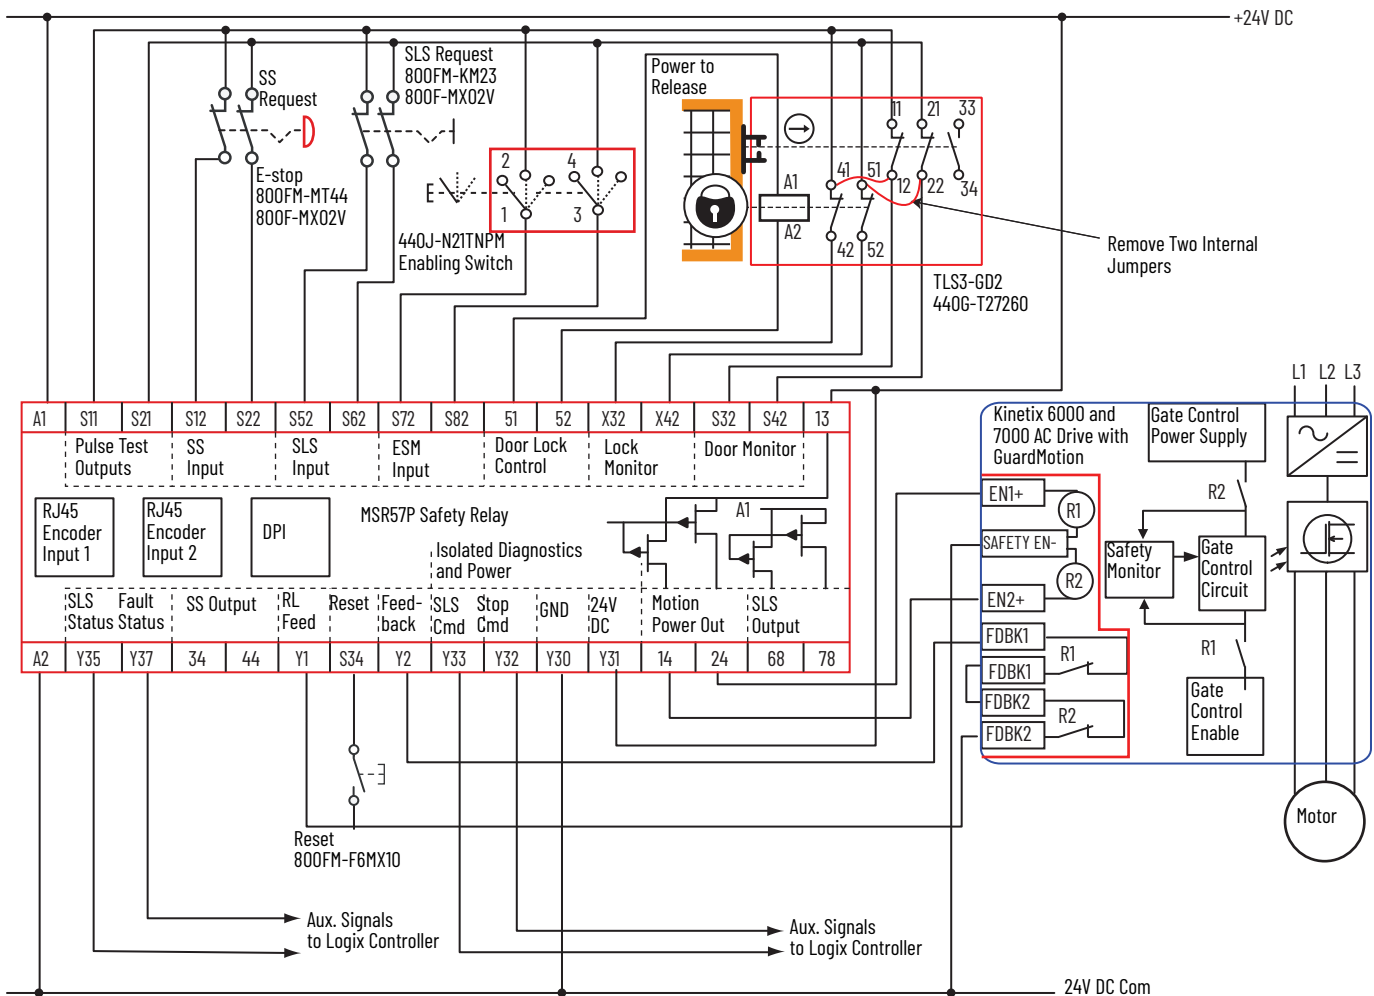 +24V DC
SS
Request
SLS Request
800FM-KM23
800F-MX02V
Power to
Release
E-stop
800FM-MT44
800F-MX02V
2
4
1
3
440J-N21TNPM
Enabling Switch
11
21
33
41
51
12
22
34
A1
A2
42
52
Remove Two Internal
Jumpers
TLS3-GD2
440G-T27260
A1
S11
S21
S12
S22
S52
S62
S72
S82
51
52
X32
X42
S32
S42
13
Pulse Test
Outputs
SS
Input
SLS
Input
ESM
Input
Door Lock
Control
Lock
Monitor
Door Monitor
RJ45
Encoder
Input 1
RJ45
Encoder
Input 2
DPI
MSR57P Safety Relay
A1
Isolated Diagnostics
and Power
SLS
Status
Fault
Status
SS Output
RL
Feed
Reset
Feed-
back
SLS
Cmd
Stop
Cmd
GND
24V
DC
Motion
Power Out
SLS
Output
A2
Y35
Y37
34
44
Y1
S34
Y2
Y33
Y32
Y30
Y31
14
24
68
78
L1
L2
L3
Kinetix 6000 and
7000 AC Drive with
GuardMotion
Gate Control
Power Supply
EN1+
R1
R2
SAFETY EN-
Safety
Monitor
Gate
Control
Circuit
R2
EN2+
FDBK1
R1
R1
FDBK1
FDBK2
R2
FDBK2
Gate
Control
Enable
Motor
Reset
800FM-F6MX10
Aux. Signals
to Logix Controller
Aux. Signals
to Logix Controller
24V DC Com